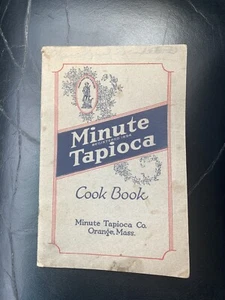 Minute
Tapioca
Cook Book
Minute Tapioca Co.
Orange, Mass.